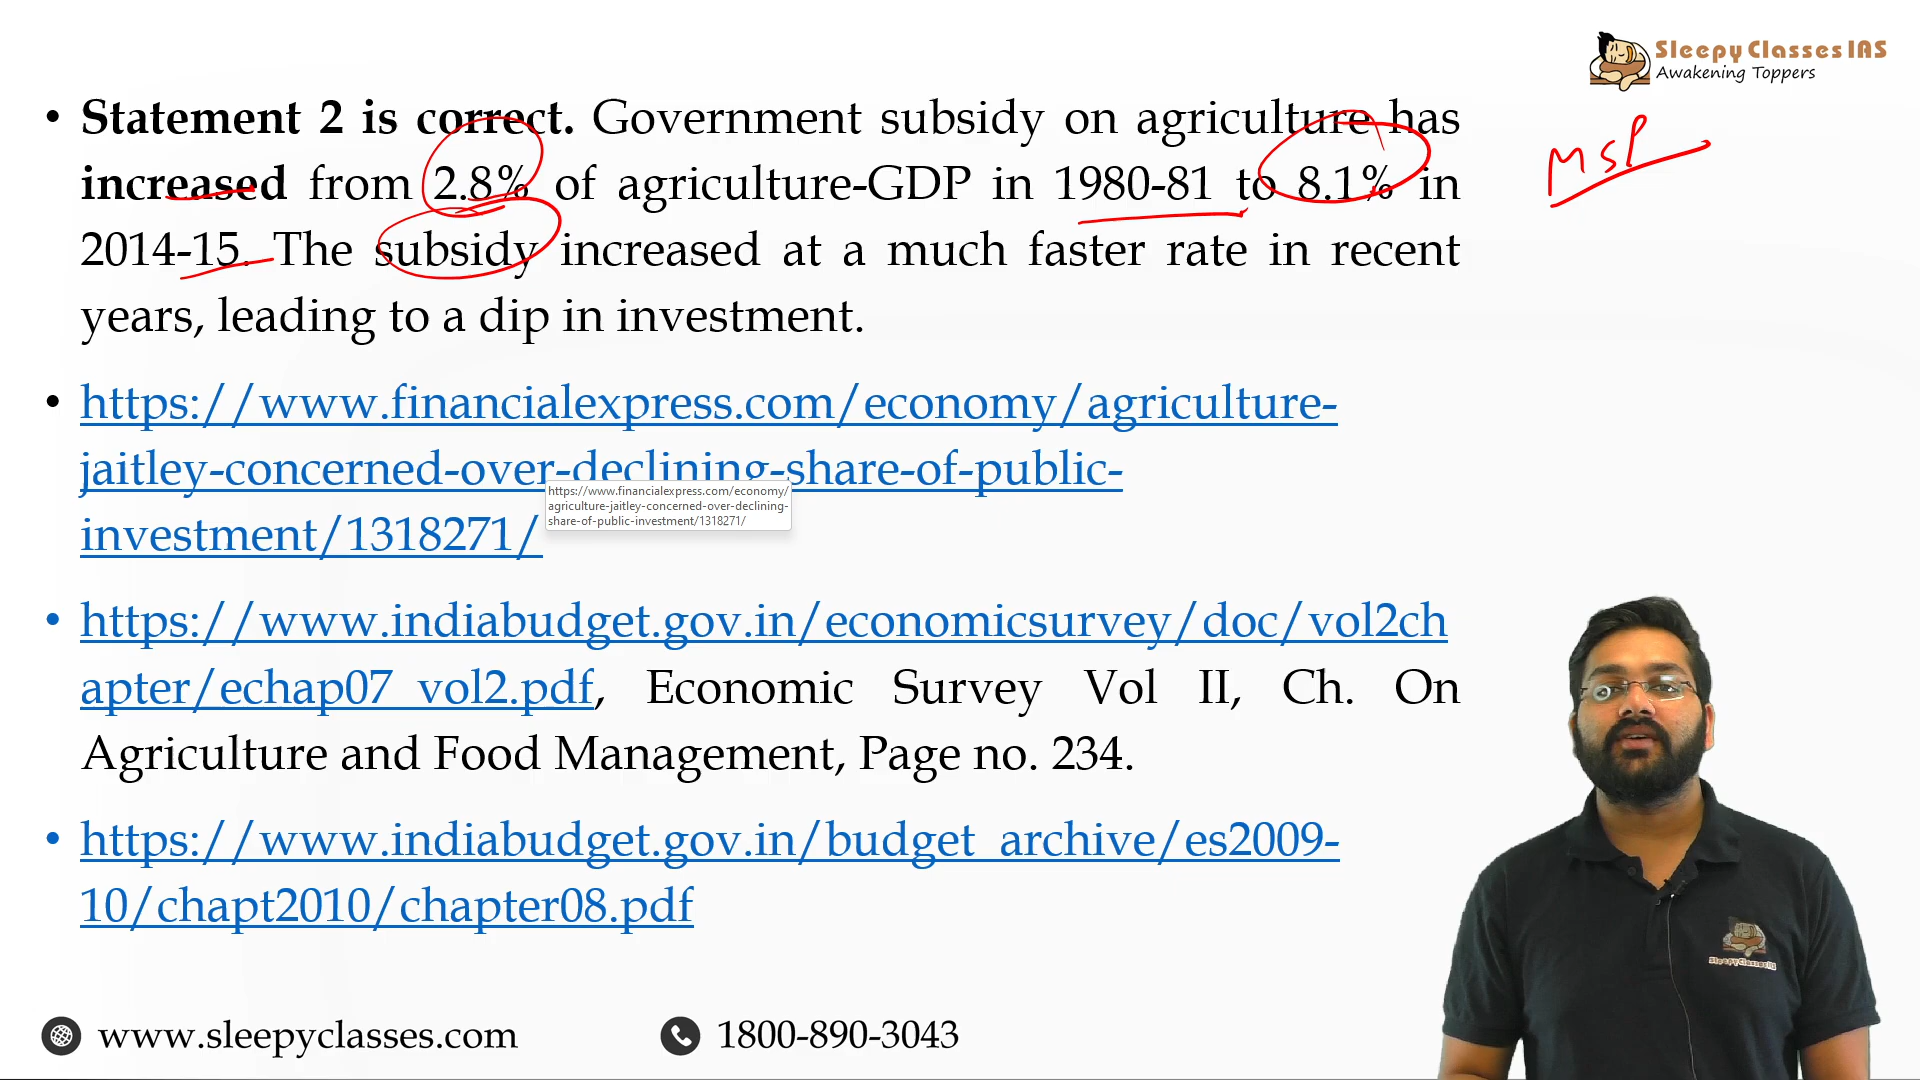 Sleepy Classes IAS
Awakening Toppers
• Statement 2 is correct. Government subsidy on agriculture has
increased from 2.8% of agriculture-GDP in 1980-81 to 8.1% in
2014-15. The subsidy increased at a much faster rate in recent
years, leading to a dip in investment.
MSP
• https://www.financialexpress.com/economy/agriculture-
jaitley-concerned-over-declining-share-of-public-
investment/1318271/
https://www.financialexpress.com/economy/
agriculture-jaitley-concerned-over-declining-
share-of-public-investment/1318271/
• https://www.indiabudget.gov.in/economicsurvey/doc/vol2ch
apter/echap07_vol2.pdf, Economic Survey Vol II, Ch. On
Agriculture and Food Management, Page no. 234.
• https://www.indiabudget.gov.in/budget_archive/es2009-
10/chapt2010/chapter08.pdf
Sleepy Classes IAS
www.sleepyclasses.com
1800-890-3043